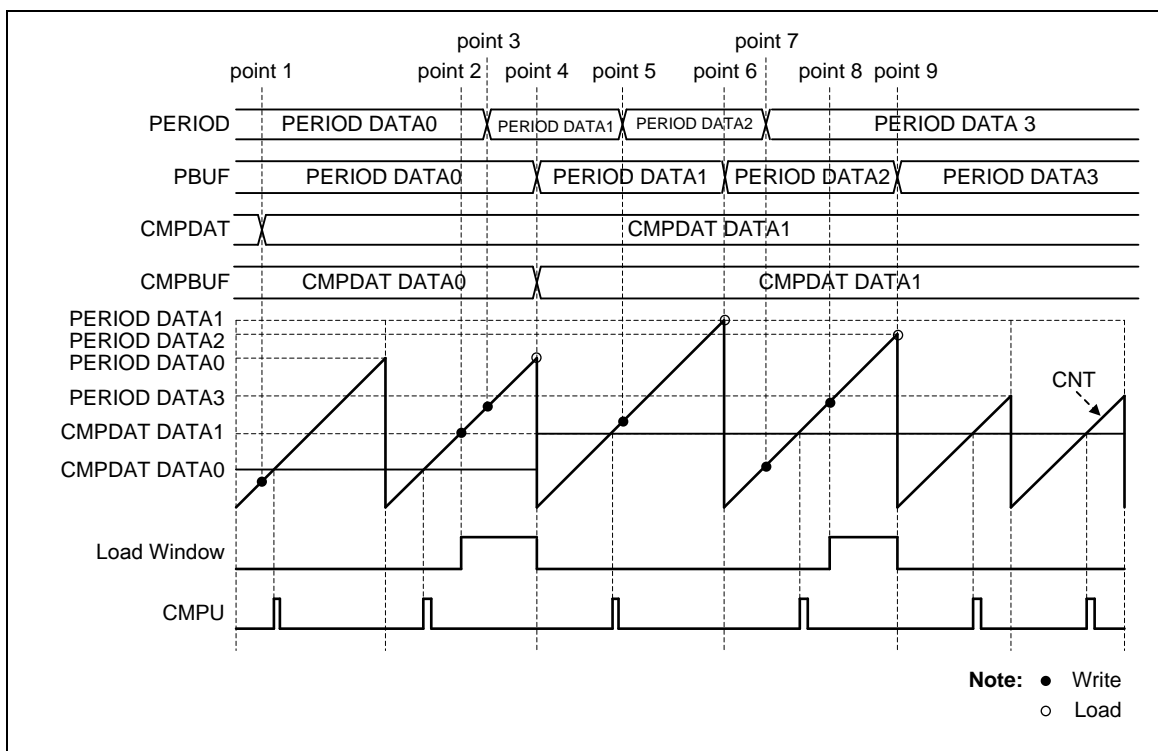 point 3 point 7
point 1 point 2 point 4 point 5 point 6 point 8 point 9
PERIOD PERIOD DATA0 PERIOD DATA1 PERIOD DATA2 PERIOD DATA 3
PBUF PERIOD DATA0 PERIOD DATA1 PERIOD DATA2 PERIOD DATA3
CMPDAT CMPDAT DATA1
CMPBUF CMPDAT DATA0 CMPDAT DATA1
PERIOD DATA1
PERIOD DATA2
PERIOD DATA0
CNT
PERIOD DATA3
CMPDAT DATA1
CMPDAT DATA0
Load Window
CMPU
Note: ● Write
○ Load